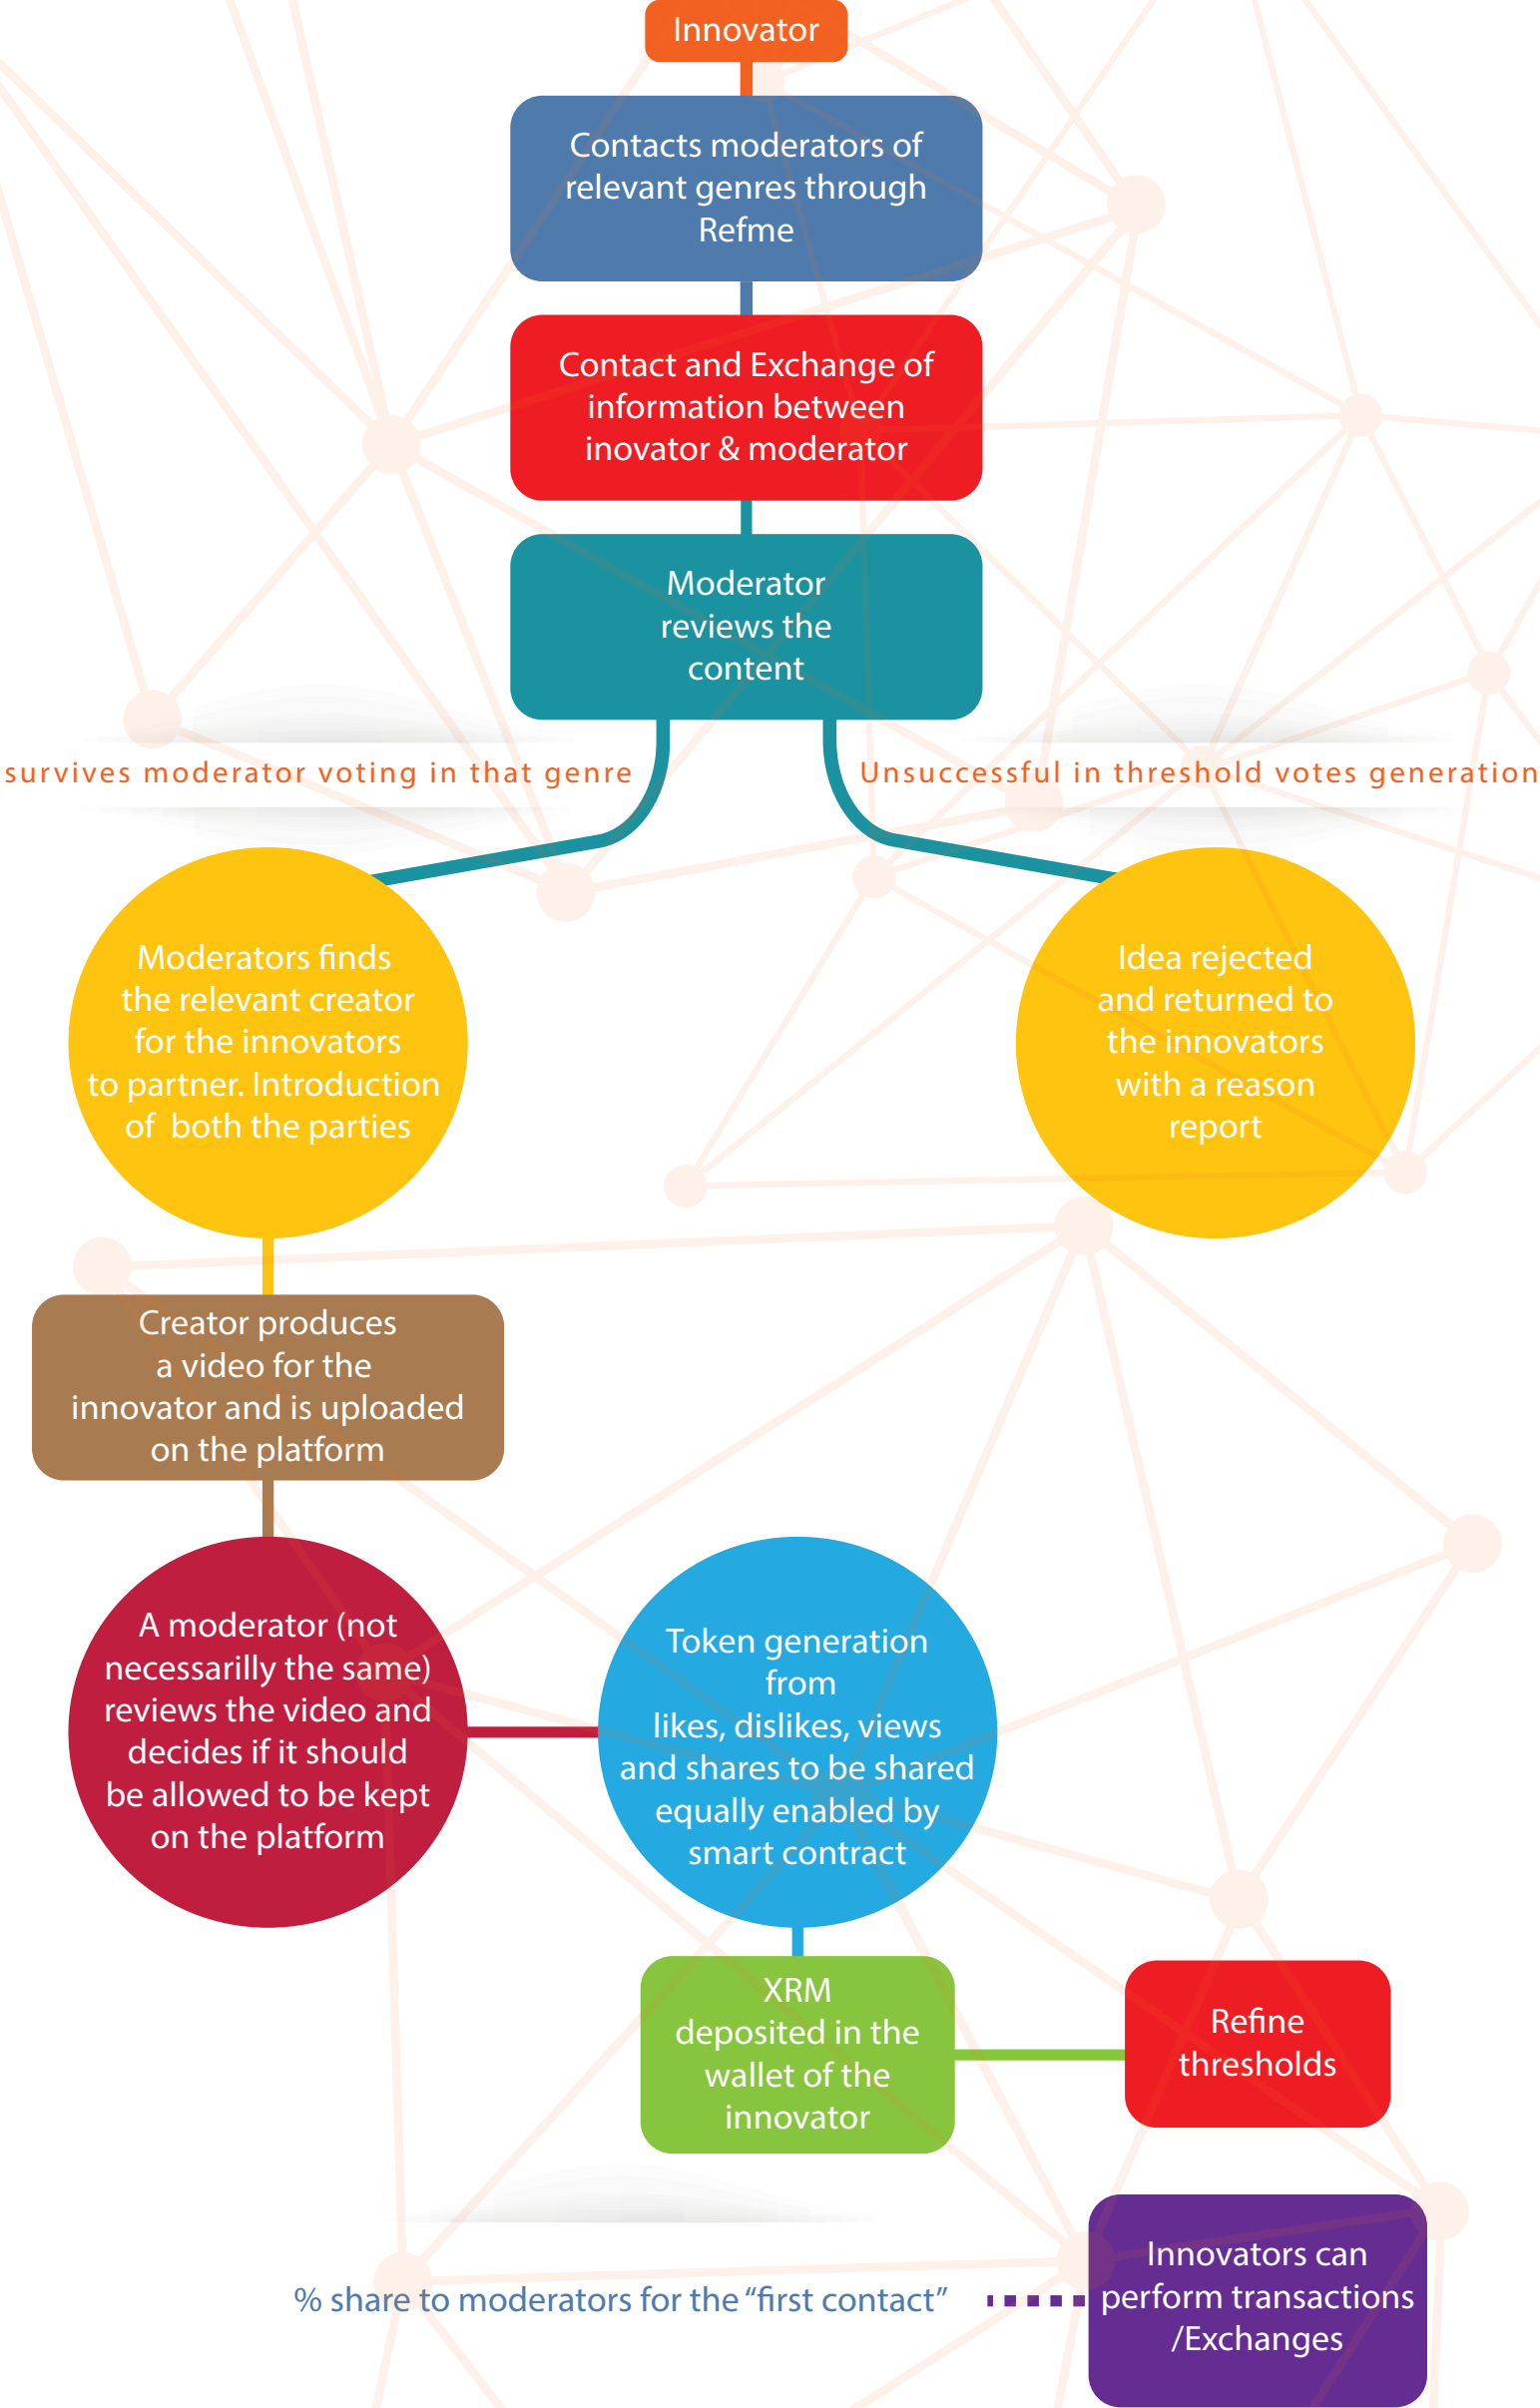 Innovator
Contacts moderators of
relevant genres through
Refme
Contact and Exchange of
information between
inovator & moderator
Moderator
reviews the
content
survives moderator voting in that genre
Unsuccessful in threshold votes generation
Moderators finds
the relevant creator
for the innovators
to partner. Introduction
of both the parties
Idea rejected
and returned to
the innovators
with a reason
report
Creator produces
a video for the
innovator and is uploaded
on the platform
A moderator (not
necessarilly the same)
reviews the video and
decides if it should
be allowed to be kept
on the platform
Token generation
from
likes, dislikes, views
and shares to be shared
equally enabled by
smart contract
XRM
deposited in the
wallet of the
innovator
Refine
thresholds
% share to moderators for the “first contact”
Innovators can
perform transactions
/Exchanges